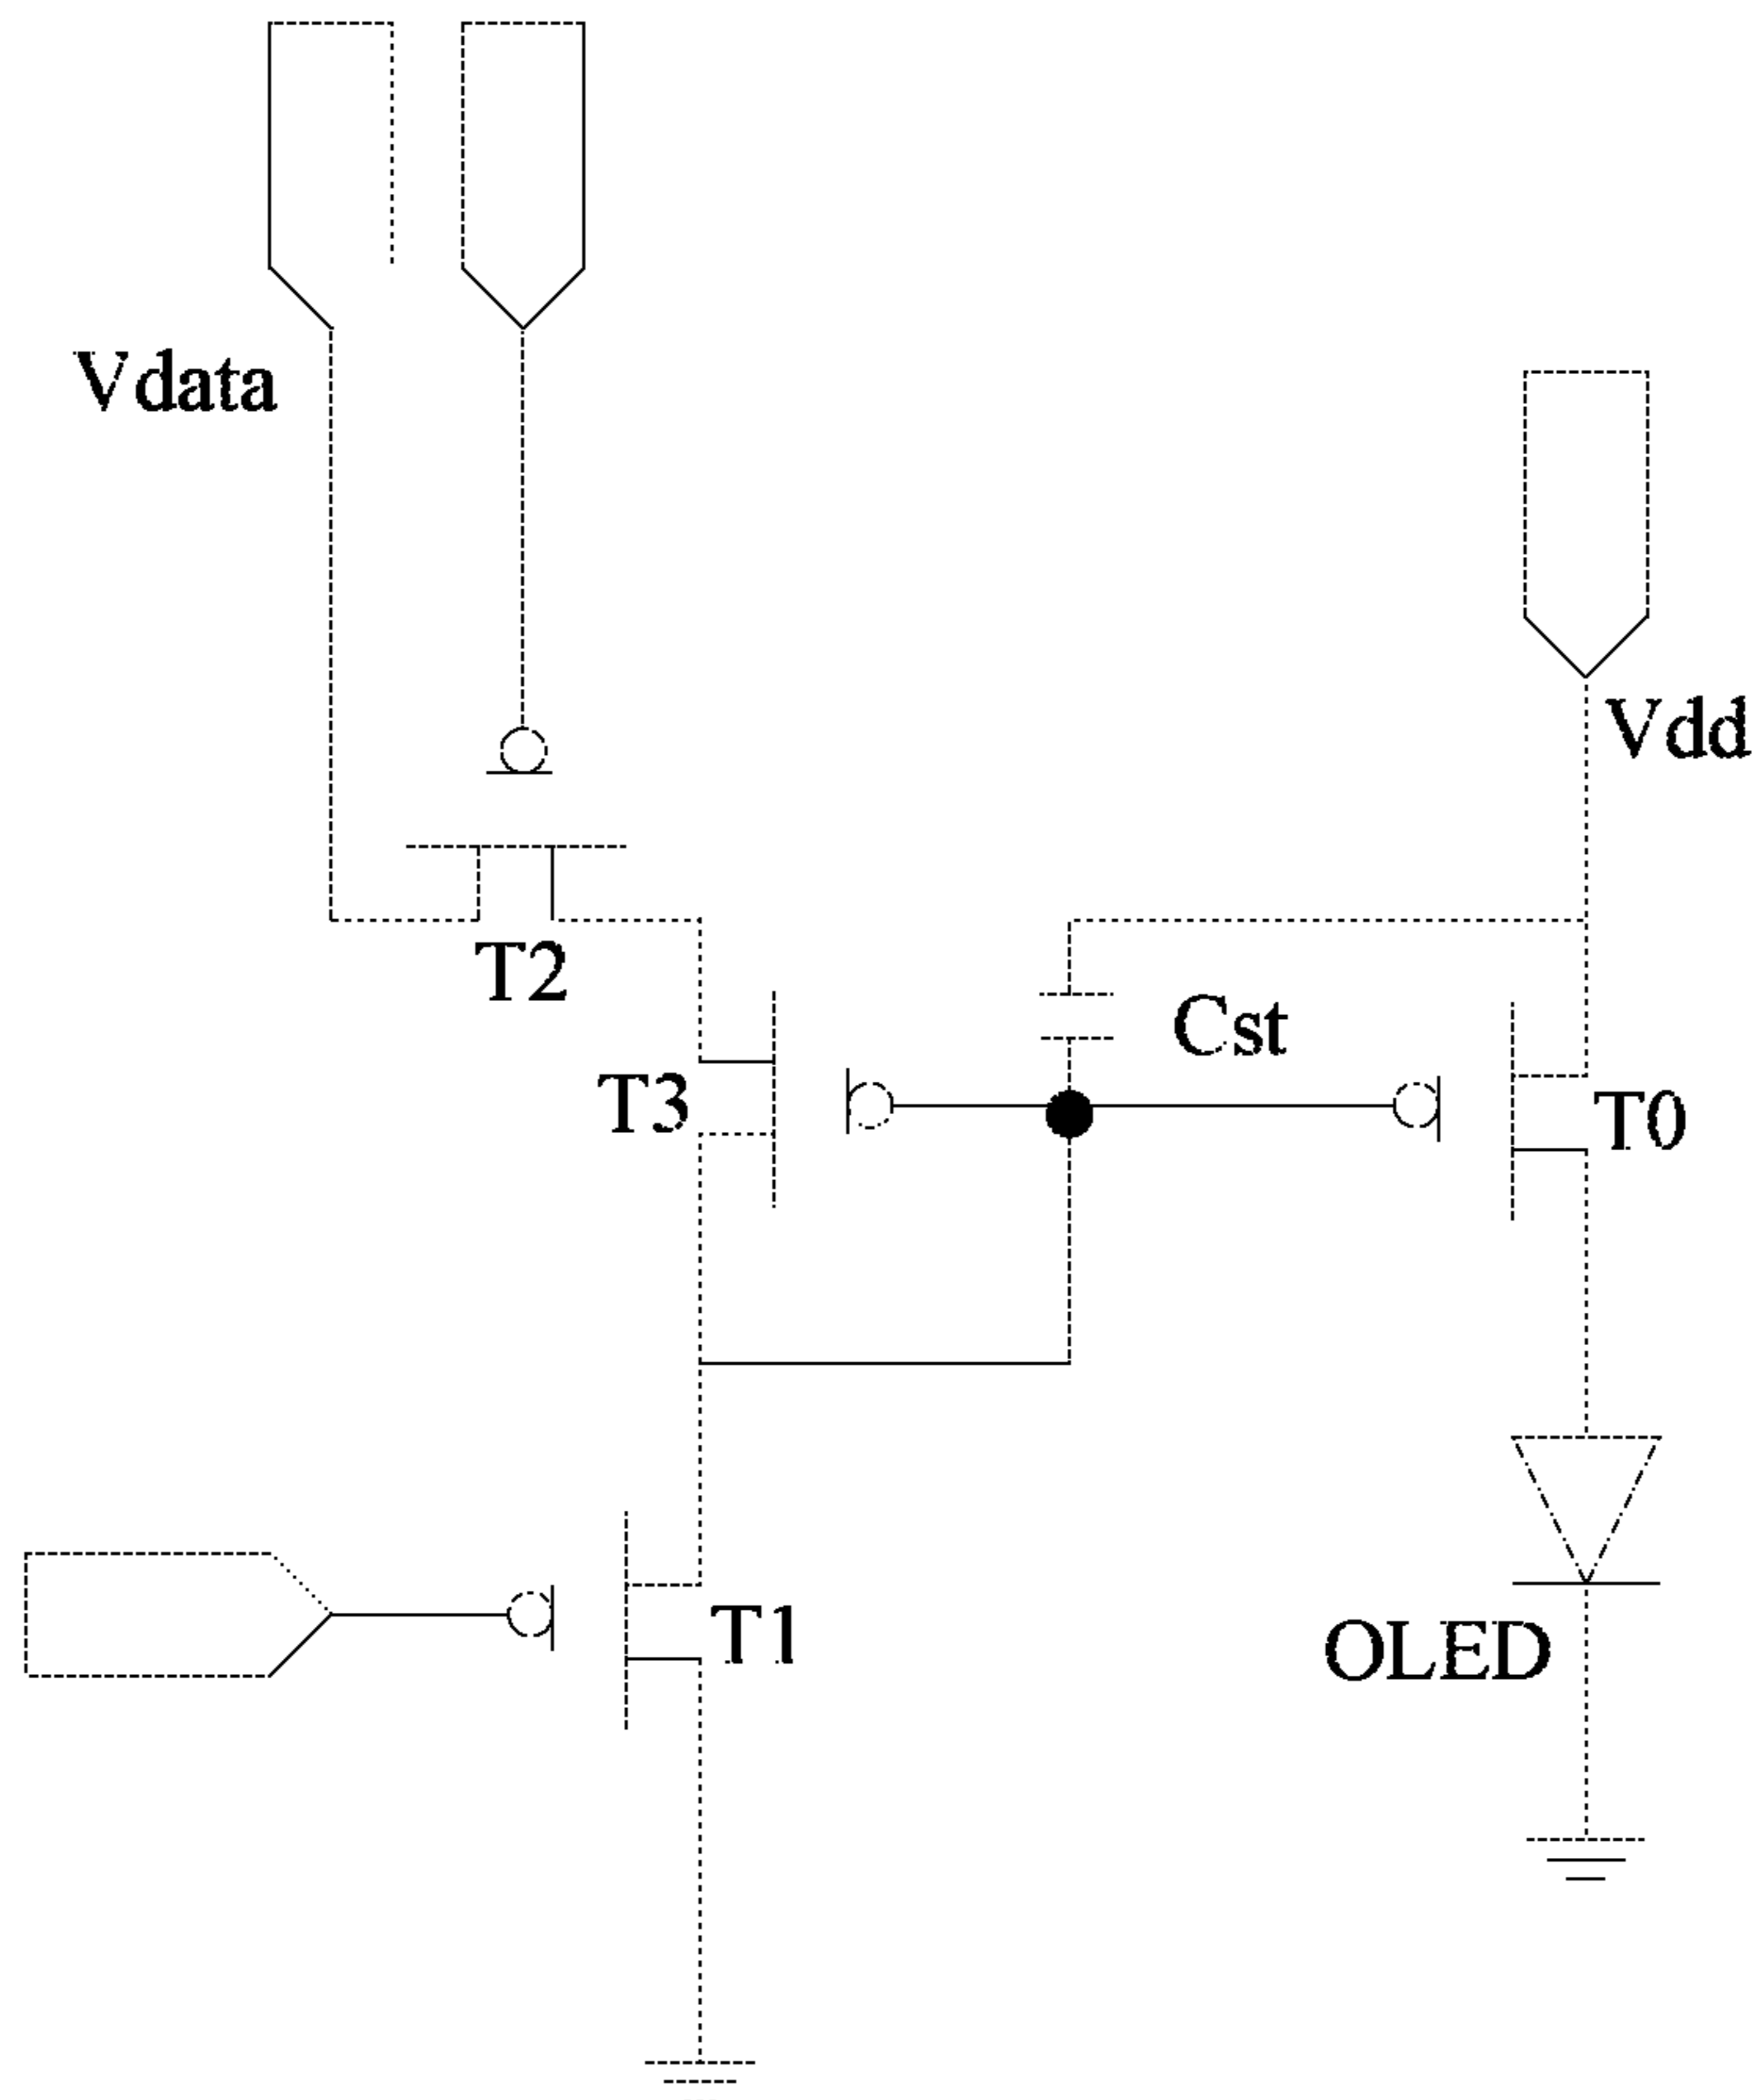 Vdata
Vdd
T2
Cst
T3
T0
T1
OLED